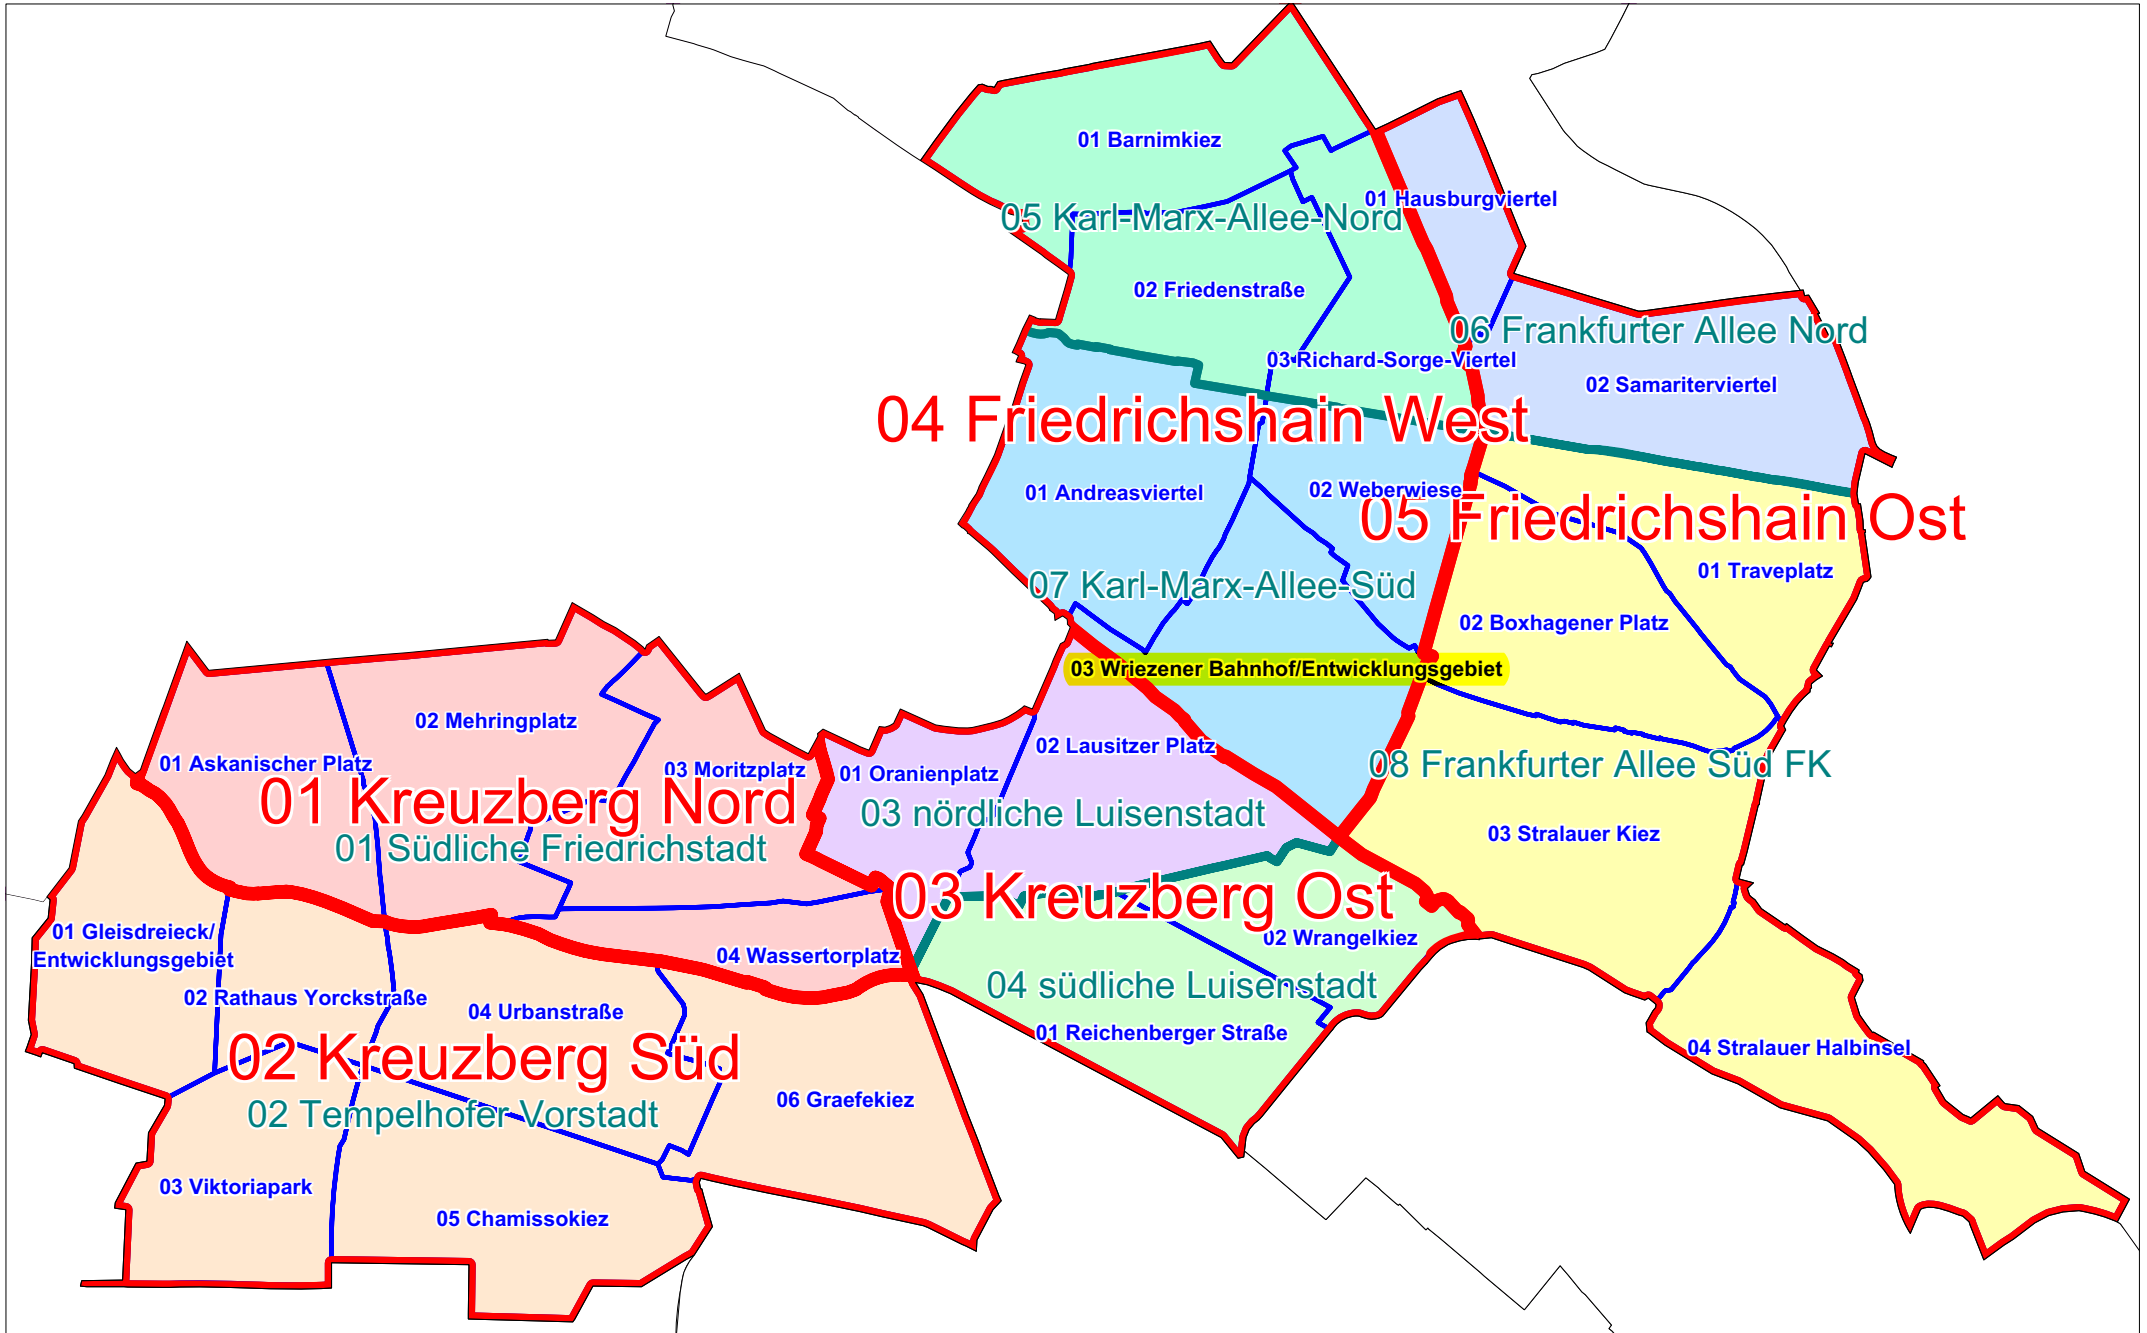 01 Barnimkiez
01 Hausburgviertel
05 Karl-Marx-Allee-Nord
02 Friedenstraße
06 Frankfurter Allee Nord
03 Richard-Sorge-Viertel
02 Samariterviertel
04 Friedrichshain West
01 Andreasviertel
02 Weberwiese
05 Friedrichshain Ost
01 Traveplatz
07 Karl-Marx-Allee-Süd
02 Boxhagener Platz
03 Wriezener Bahnhof/Entwicklungsgebiet
02 Mehringplatz
02 Lausitzer Platz
01 Askanischer Platz
03 Moritzplatz
01 Oranienplatz
08 Frankfurter Allee Süd FK
01 Kreuzberg Nord
03 nördliche Luisenstadt
03 Stralauer Kiez
01 Südliche Friedrichstadt
03 Kreuzberg Ost
01 Gleisdreieck/
Entwicklungsgebiet
02 Wrangelkiez
04 Wassertorplatz
04 südliche Luisenstadt
02 Rathaus Yorckstraße
04 Urbanstraße
01 Reichenberger Straße
04 Stralauer Halbinsel
02 Kreuzberg Süd
06 Graefekiez
02 Tempelhofer Vorstadt
03 Viktoriapark
05 Chamissokiez